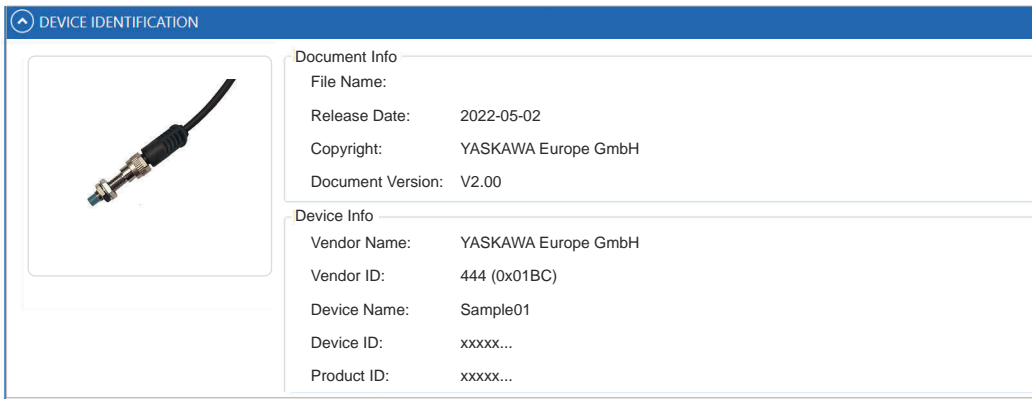 DEVICE IDENTIFICATION
Document Info
File Name:
Release Date: 2022-05-02
Copyright: YASKAWA Europe GmbH
Document Version: V2.00
Device Info
Vendor Name: YASKAWA Europe GmbH
Vendor ID: 444 (0x01BC)
Device Name: Sample01
Device ID: xxxxx...
Product ID: xxxxx...